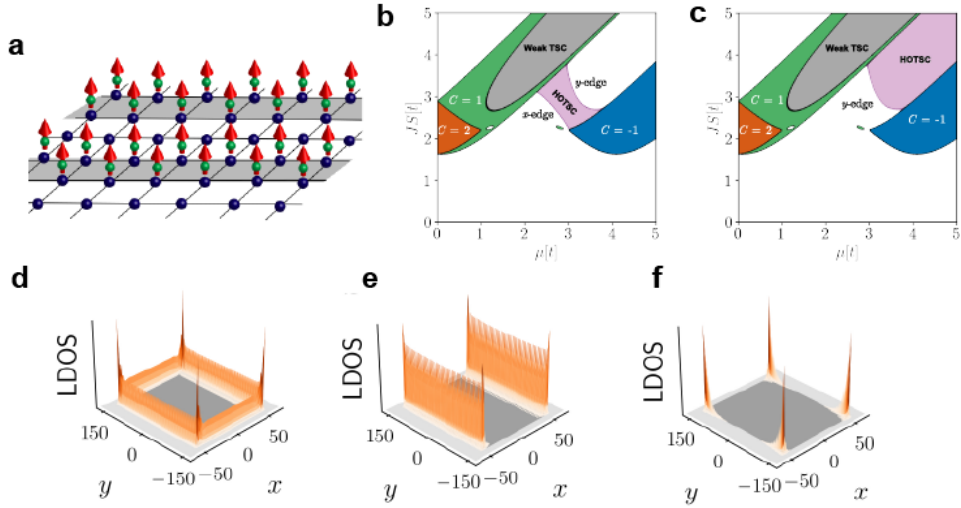 a
b
5
4
3
2
1
0
JS[t]
Weak TSC
C = 1
C = 2
HOTSC
y-edge
x-edge
C = -1
0 1 2 3 4 5
μ[t]
c
5
4
3
2
1
0
JS[t]
Weak TSC
HOTSC
C = 1
y-edge
C = 2
C = -1
0 1 2 3 4 5
μ[t]
d
LDOS
150
0
−150
y
50
0
−50
x
e
LDOS
150
0
−150
y
50
0
−50
x
f
LDOS
150
0
−150
y
50
0
−50
x